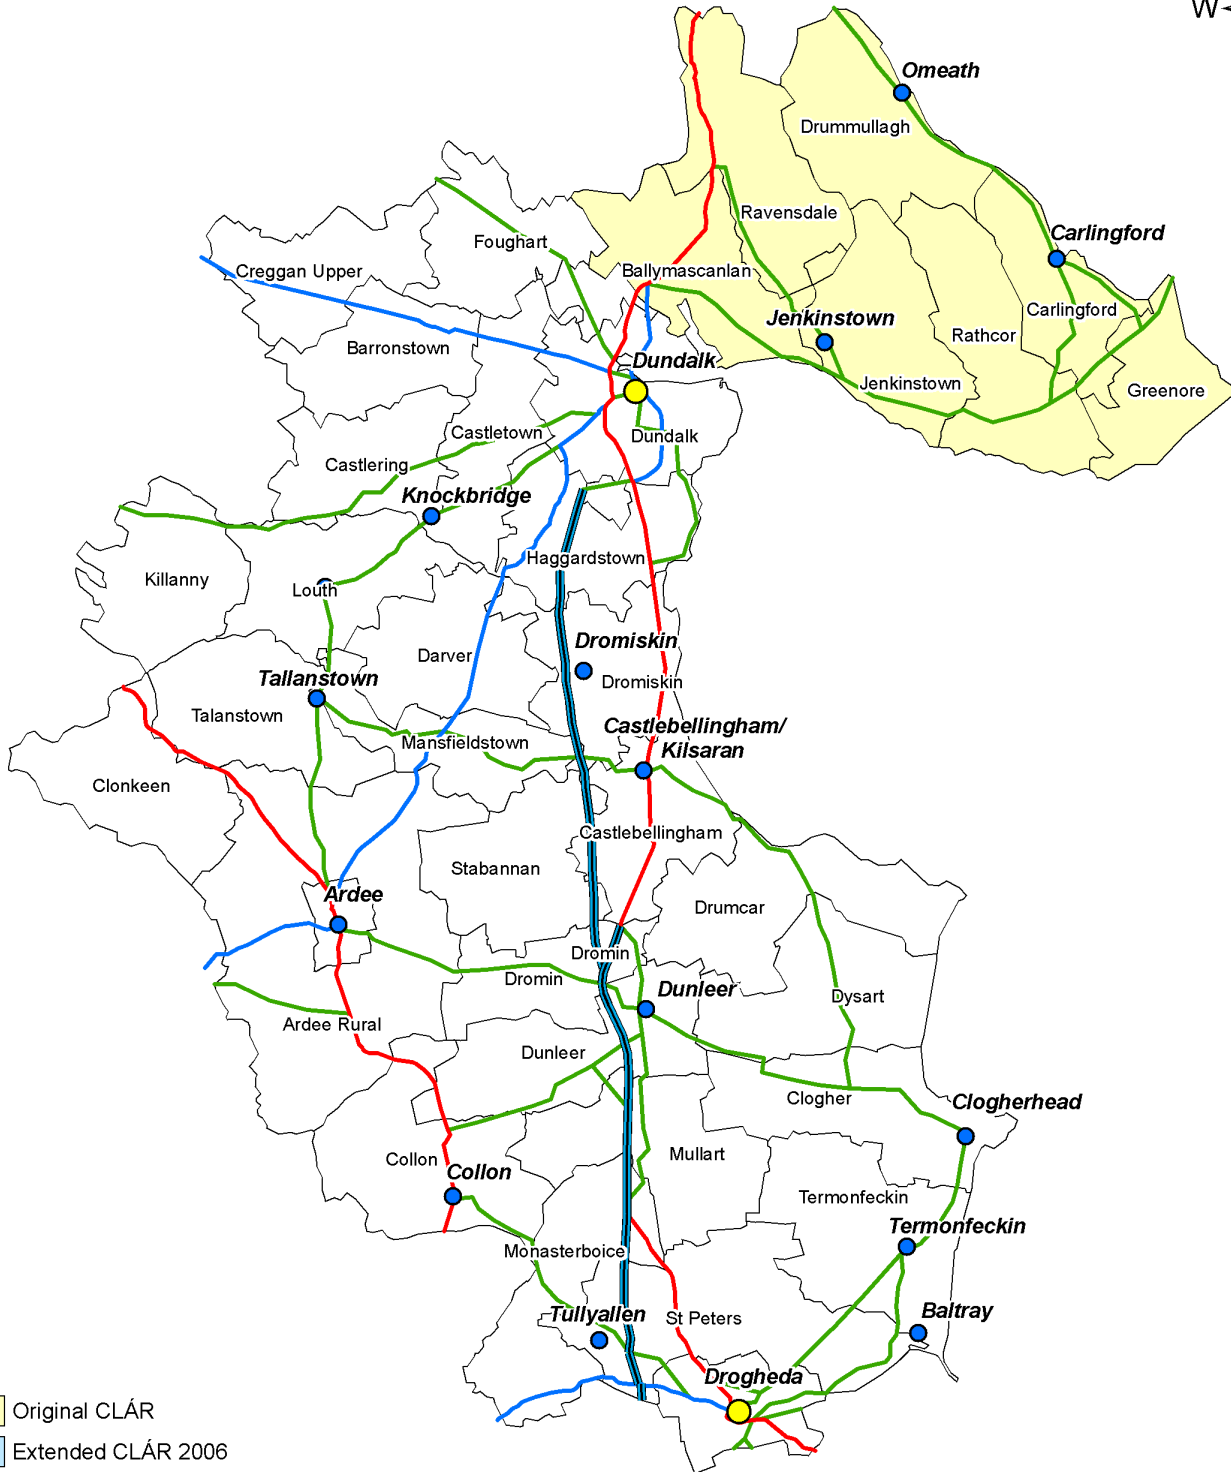 W
Omeath
Drummullagh
Ravensdale
Carlingford
Foughart
Creggan Upper
Ballymascanlan
Carlingford
Jenkinstown
Rathcor
Barronstown
Dundalk
Jenkinstown
Greenore
Castletown
Dundalk
Castlering
Knockbridge
Haggardstown
Killanny
Louth
Dromiskin
Darver
Tallanstown
Dromiskin
Talanstown
Castlebellingham/
Kilsaran
Mansfieldstown
Clonkeen
Castlebellingham
Stabannan
Ardee
Drumcar
Dromin
Dromin
Dunleer
Dysart
Ardee Rural
Dunleer
Clogher
Clogherhead
Mullart
Collon
Collon
Termonfeckin
Termonfeckin
Monasterboice
Tullyallen
St Peters
Baltray
Drogheda
Original CLÁR
Extended CLÁR 2006